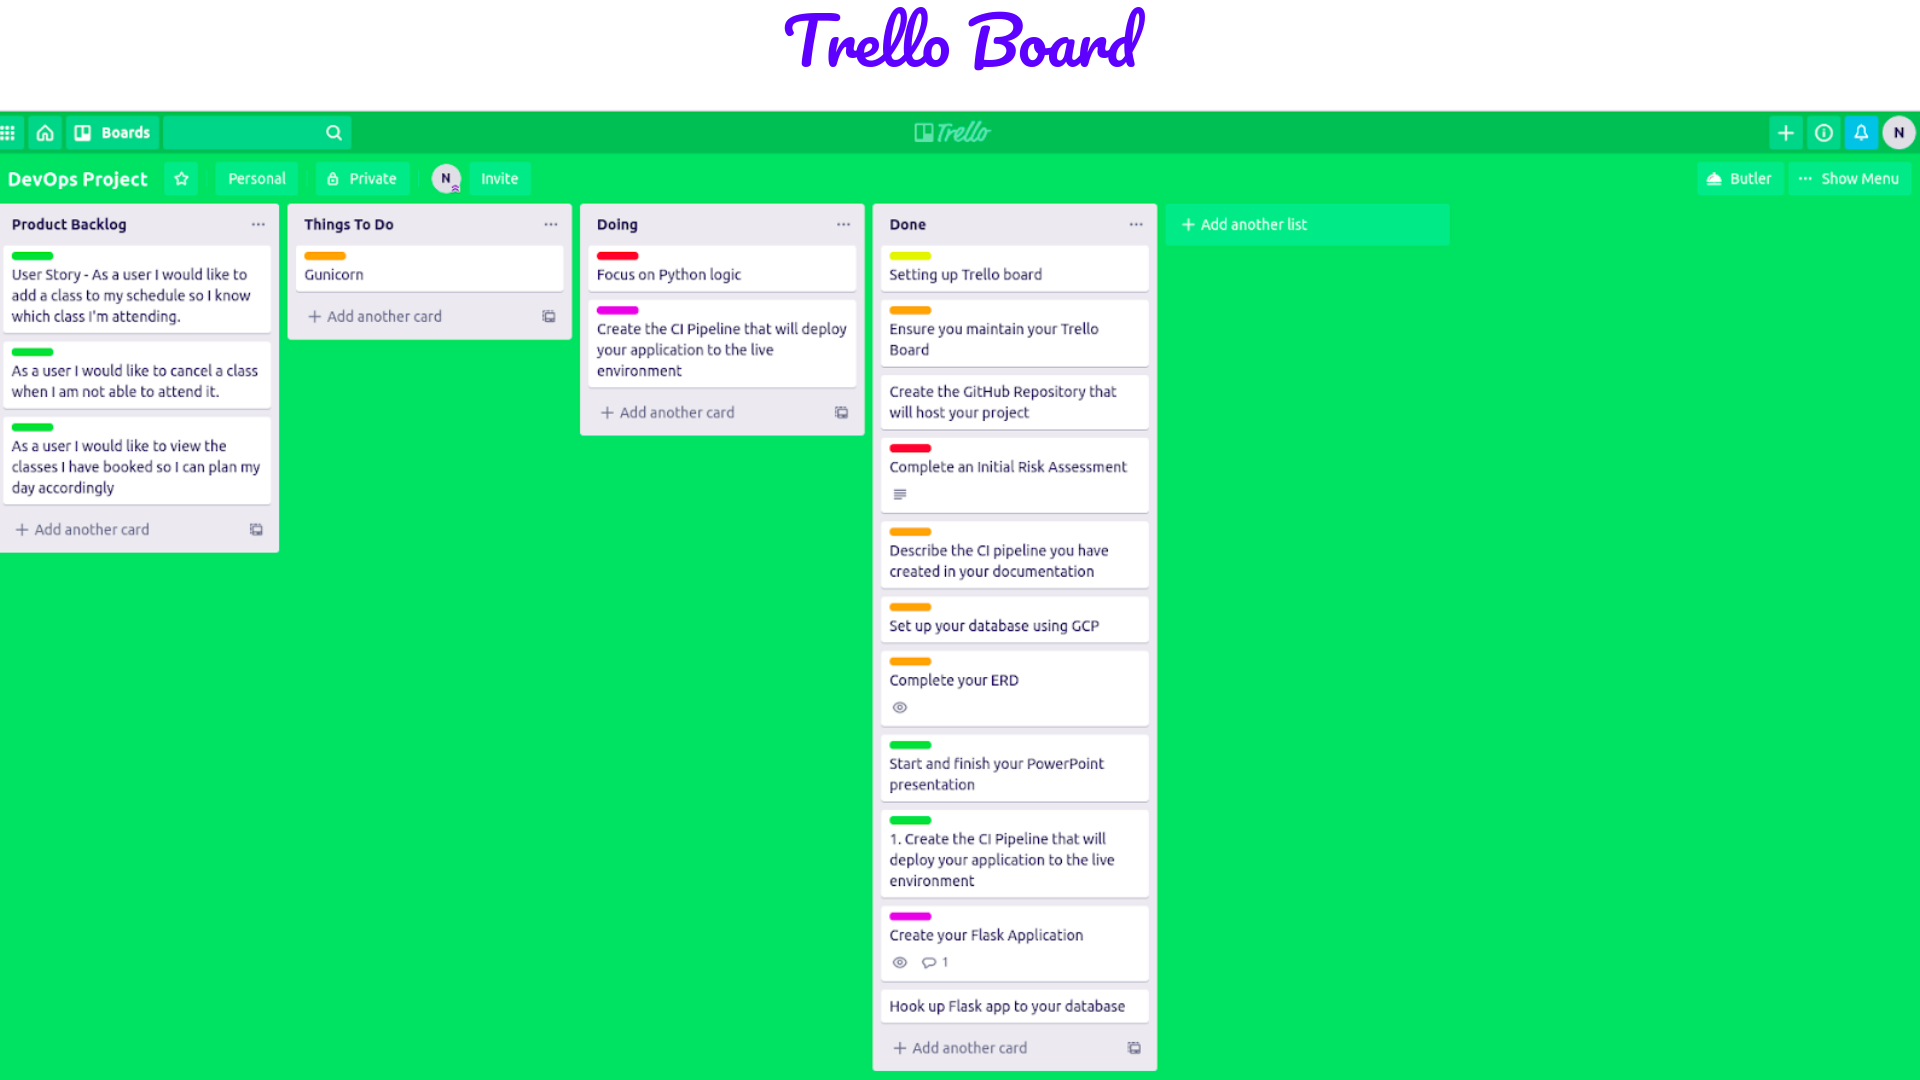 Trello Board
Boards
Trello
N
DevOps Project
Personal
Private
N
Invite
Butler
... Show Menu
Product Backlog
User Story - As a user I would like to
add a class to my schedule so I know
which class I'm attending.
As a user I would like to cancel a class
when I am not able to attend it.
As a user I would like to view the
classes I have booked so I can plan my
day accordingly
+ Add another card
Things To Do
Gunicorn
+ Add another card
Doing
Focus on Python logic
Create the CI Pipeline that will deploy
your application to the live
environment
+ Add another card
Done
Setting up Trello board
Ensure you maintain your Trello
Board
Create the GitHub Repository that
will host your project
Complete an Initial Risk Assessment
Describe the CI pipeline you have
created in your documentation
Set up your database using GCP
Complete your ERD
Start and finish your PowerPoint
presentation
1. Create the CI Pipeline that will
deploy your application to the live
environment
Create your Flask Application
1
Hook up Flask app to your database
+ Add another card
+ Add another list